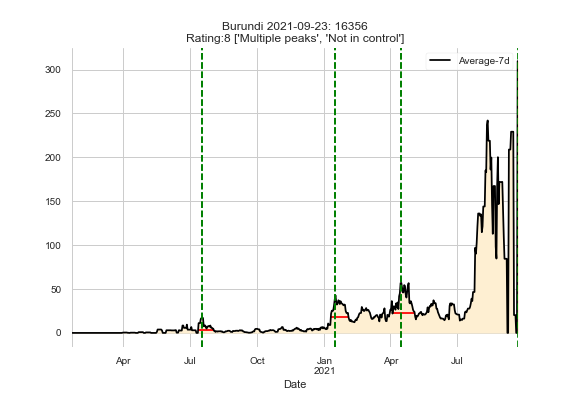 Burundi 2021-09-23: 16356
Rating:8 ['Multiple peaks', 'Not in control']
Average-7d
300
250
200
150
100
50
0
Apr
Jul
Oct
Jan
2021
Apr
Jul
Date